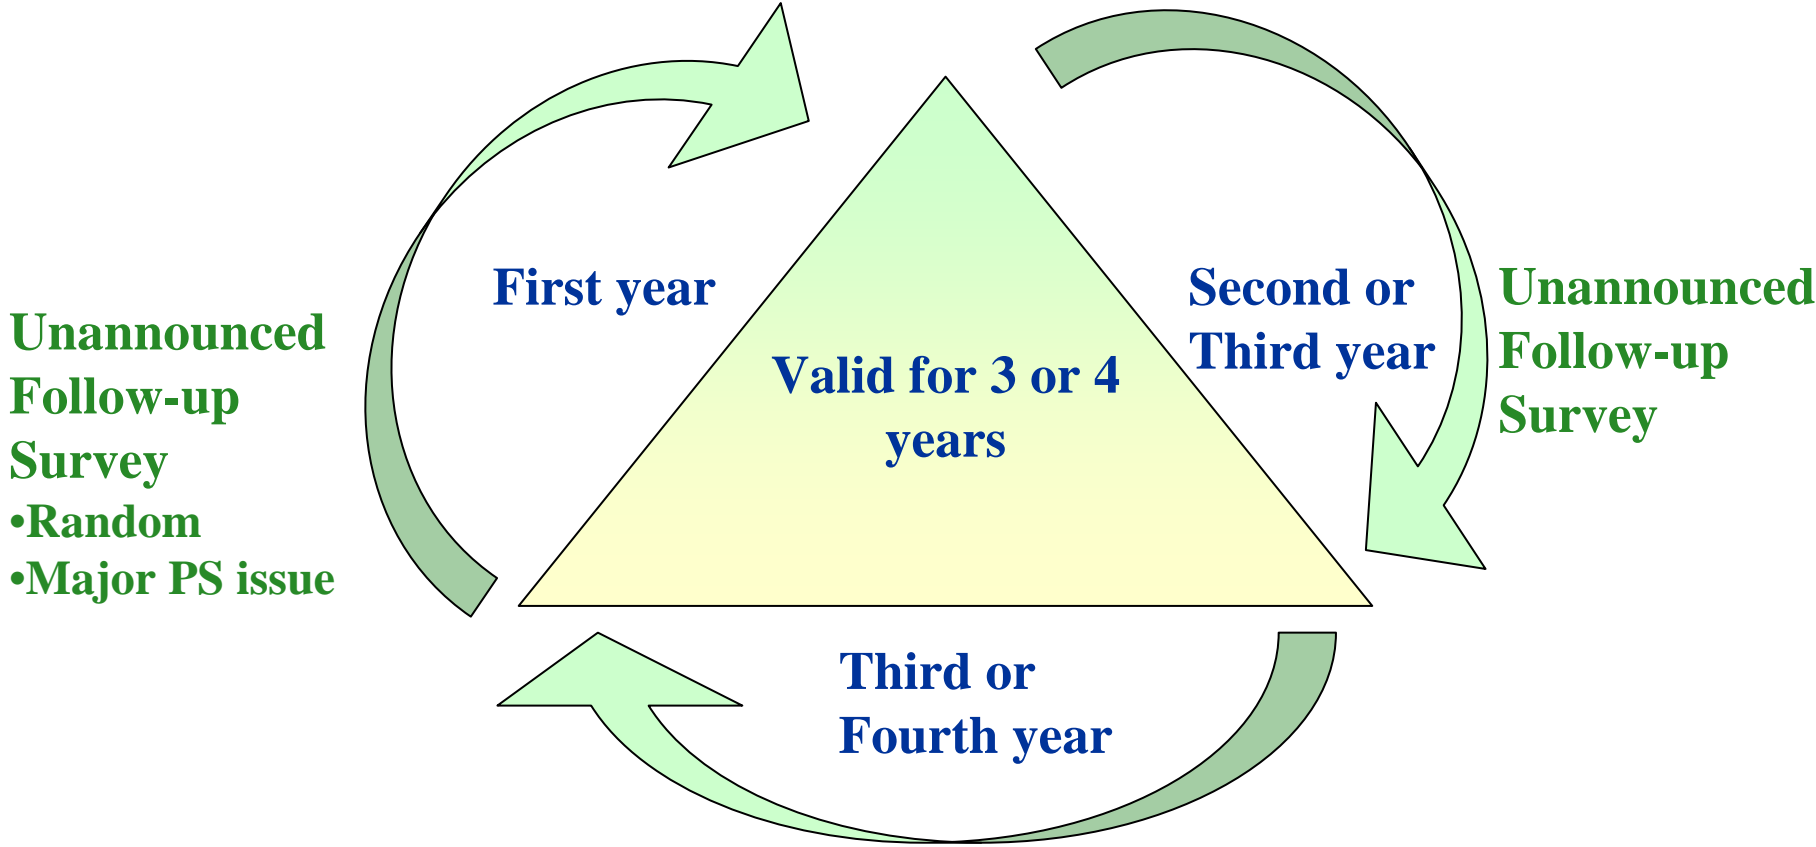 First year
Second or
Third year
Unannounced
Follow-up
Survey
Unannounced
Follow-up
Survey
•Random
•Major PS issue
Valid for 3 or 4
years
Third or
Fourth year